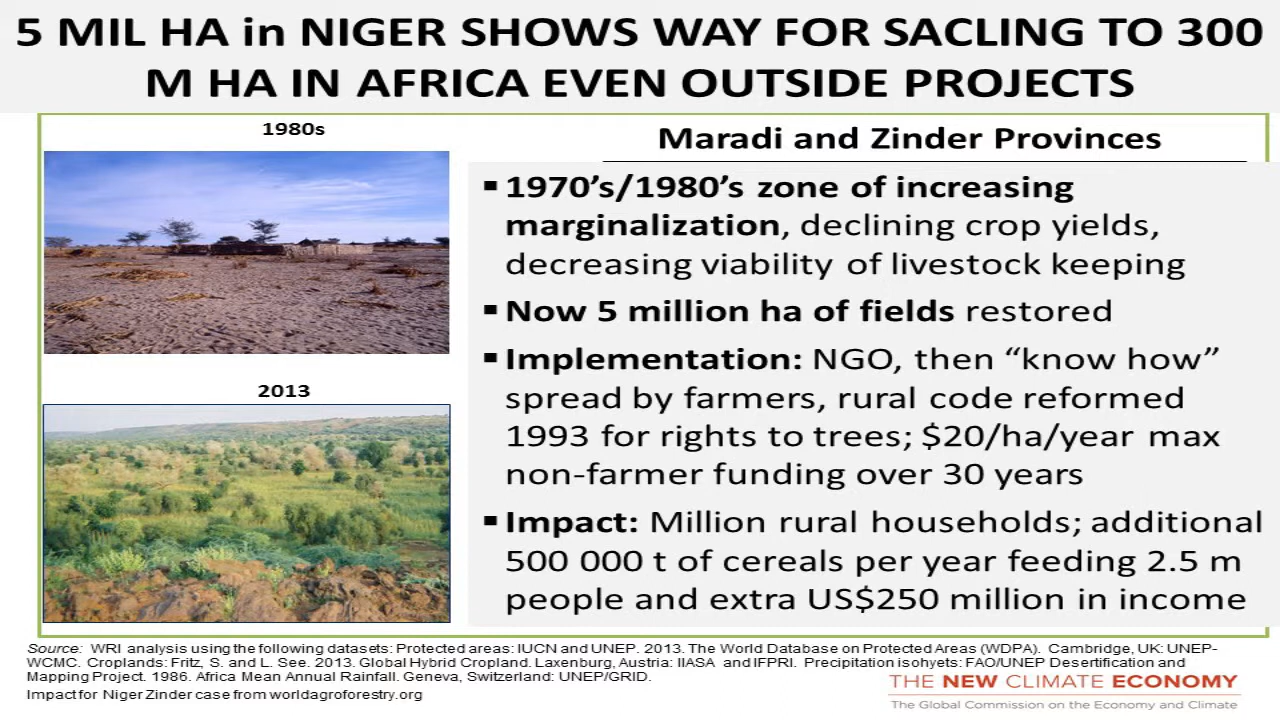 5 MIL HA in NIGER SHOWS WAY FOR SACLING TO 300
M HA IN AFRICA EVEN OUTSIDE PROJECTS
1980s
2013
Maradi and Zinder Provinces
▪ 1970’s/1980’s zone of increasing
marginalization, declining crop yields,
decreasing viability of livestock keeping
▪ Now 5 million ha of fields restored
▪ Implementation: NGO, then “know how”
spread by farmers, rural code reformed
1993 for rights to trees; $20/ha/year max
non-farmer funding over 30 years
▪ Impact: Million rural households; additional
500 000 t of cereals per year feeding 2.5 m
people and extra US$250 million in income
Source: WRI analysis using the following datasets: Protected areas: IUCN and UNEP. 2013. The World Database on Protected Areas (WDPA). Cambridge, UK: UNEP-
WCMC. Croplands: Fritz, S. and L. See. 2013. Global Hybrid Cropland. Laxenburg, Austria: IIASA and IFPRI. Precipitation isohyets: FAO/UNEP Desertification and
Mapping Project. 1986. Africa Mean Annual Rainfall. Geneva, Switzerland: UNEP/GRID.
Impact for Niger Zinder case from worldagroforestry.org
THE NEW CLIMATE ECONOMY
The Global Commission on the Economy and Climate